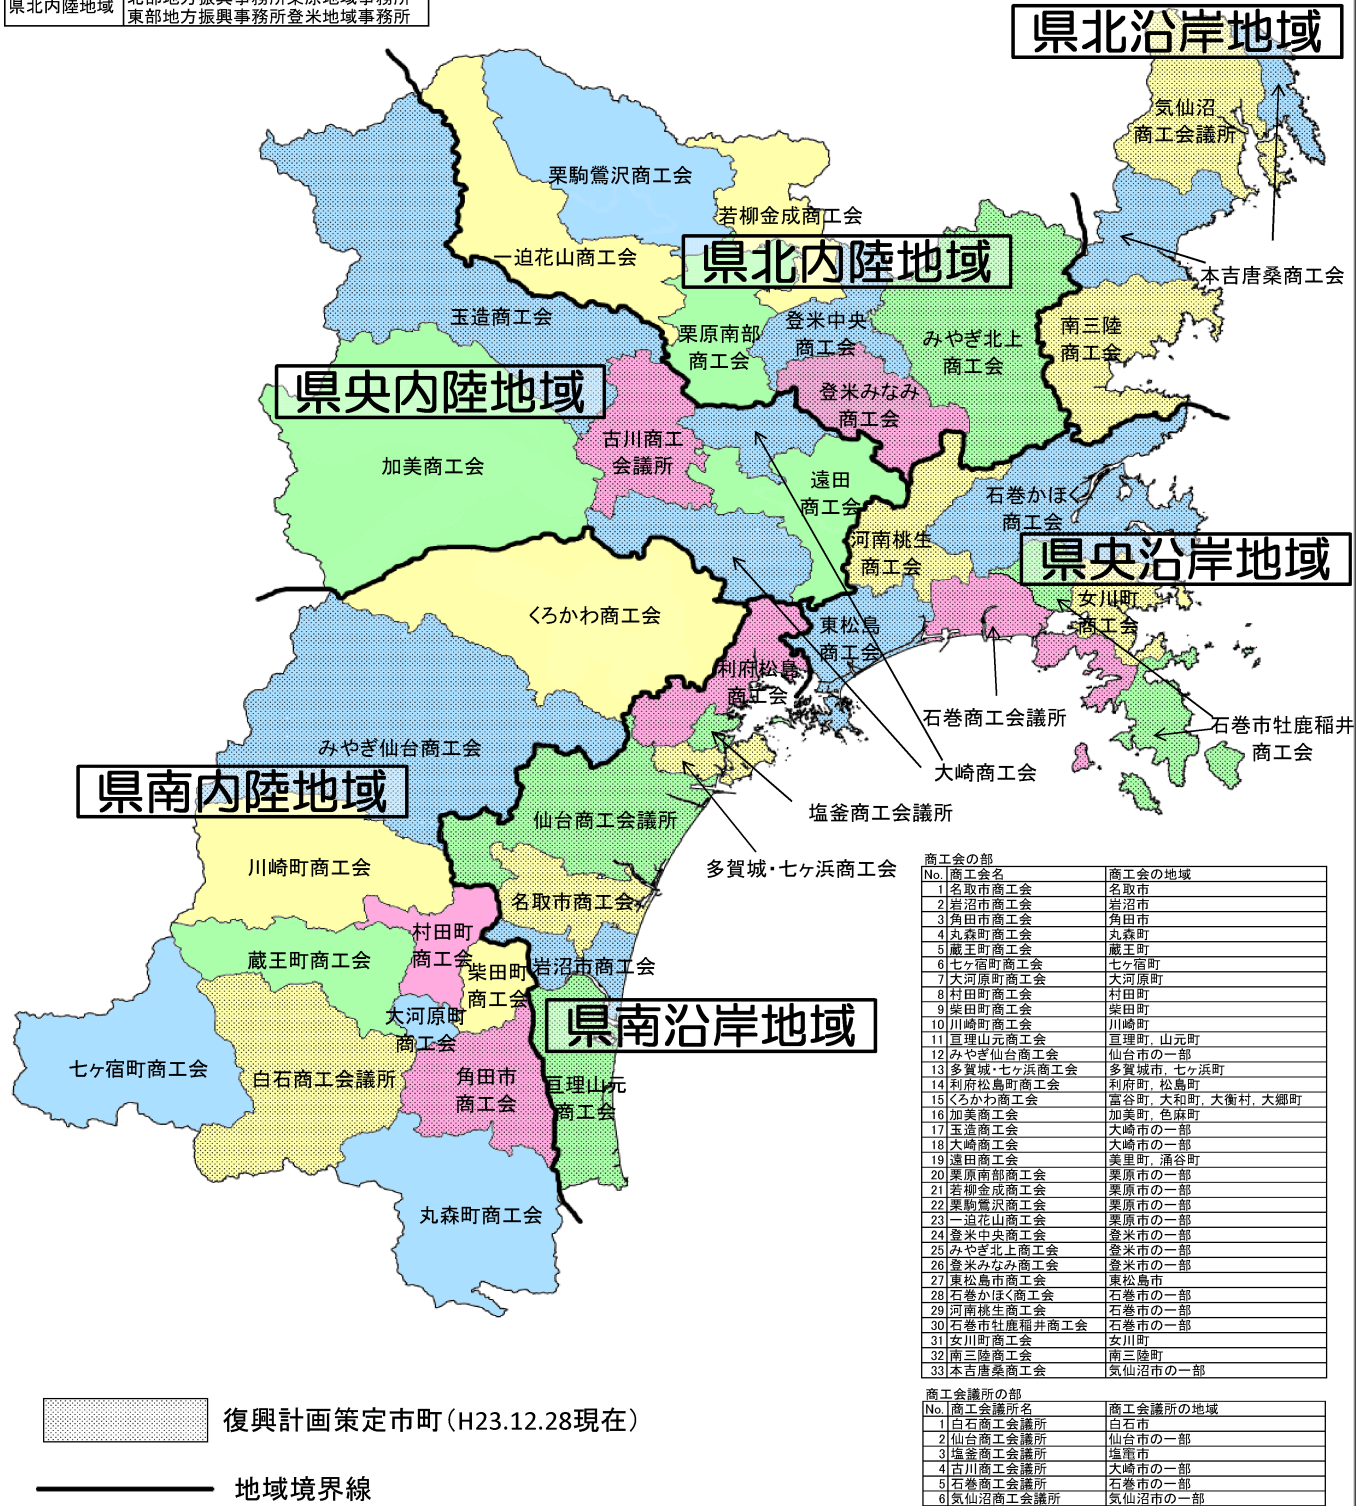 県北内陸地域
東部地方振興事務所登米地域事務所
県北沿岸地域
気仙沼
商工会議所
栗駒鶯沢商工会
若柳金成商工会
一迫花山商工会
県北内陸地域
本吉唐桑商工会
玉造商工会
栗原南部
商工会
登米中央
商工会
みやぎ北上
商工会
南三陸
商工会
県央内陸地域
登米みなみ
商工会
古川商工
会議所
加美商工会
遠田
商工会
石巻かほく
商工会
河南桃生
商工会
県央沿岸地域
女川町
商工会
くろかわ商工会
東松島
商工会
利府松島
商工会
石巻商工会議所
石巻市牡鹿稲井
商工会
みやぎ仙台商工会
大崎商工会
県南内陸地域
塩釜商工会議所
仙台商工会議所
多賀城・七ヶ浜商工会
川崎町商工会
名取市商工会
村田町
商工会
蔵王町商工会
柴田町
商工会
岩沼市商工会
大河原町
商工会
県南沿岸地域
七ヶ宿町商工会
白石商工会議所
角田市
商工会
亘理山元
商工会
丸森町商工会
復興計画策定市町（H23.12.28現在）
地域境界線
商工会の部
No. 商工会名 商工会の地域
1 名取市商工会 名取市
2 岩沼市商工会 岩沼市
3 角田市商工会 角田市
4 丸森町商工会 丸森町
5 蔵王町商工会 蔵王町
6 七ヶ宿町商工会 七ヶ宿町
7 大河原町商工会 大河原町
8 村田町商工会 村田町
9 柴田町商工会 柴田町
10 川崎町商工会 川崎町
11 亘理山元商工会 亘理町, 山元町
12 みやぎ仙台商工会 仙台市の一部
13 多賀城・七ヶ浜商工会 多賀城市, 七ヶ浜町
14 利府松島町商工会 利府町, 松島町
15 くろかわ商工会 富谷町, 大和町, 大衡村, 大郷町
16 加美商工会 加美町, 色麻町
17 玉造商工会 大崎市の一部
18 大崎商工会 大崎市の一部
19 遠田商工会 美里町, 涌谷町
20 栗原南部商工会 栗原市の一部
21 若柳金成商工会 栗原市の一部
22 栗駒鶯沢商工会 栗原市の一部
23 一迫花山商工会 栗原市の一部
24 登米中央商工会 登米市の一部
25 みやぎ北上商工会 登米市の一部
26 登米みなみ商工会 登米市の一部
27 東松島市商工会 東松島市
28 石巻かほく商工会 石巻市の一部
29 河南桃生商工会 石巻市の一部
30 石巻市牡鹿稲井商工会 石巻市の一部
31 女川町商工会 女川町
32 南三陸商工会 南三陸町
33 本吉唐桑商工会 気仙沼市の一部
商工会議所の部
No. 商工会議所名 商工会議所の地域
1 白石商工会議所 白石市
2 仙台商工会議所 仙台市の一部
3 塩釜商工会議所 塩竈市
4 古川商工会議所 大崎市の一部
5 石巻商工会議所 石巻市の一部
6 気仙沼商工会議所 気仙沼市の一部